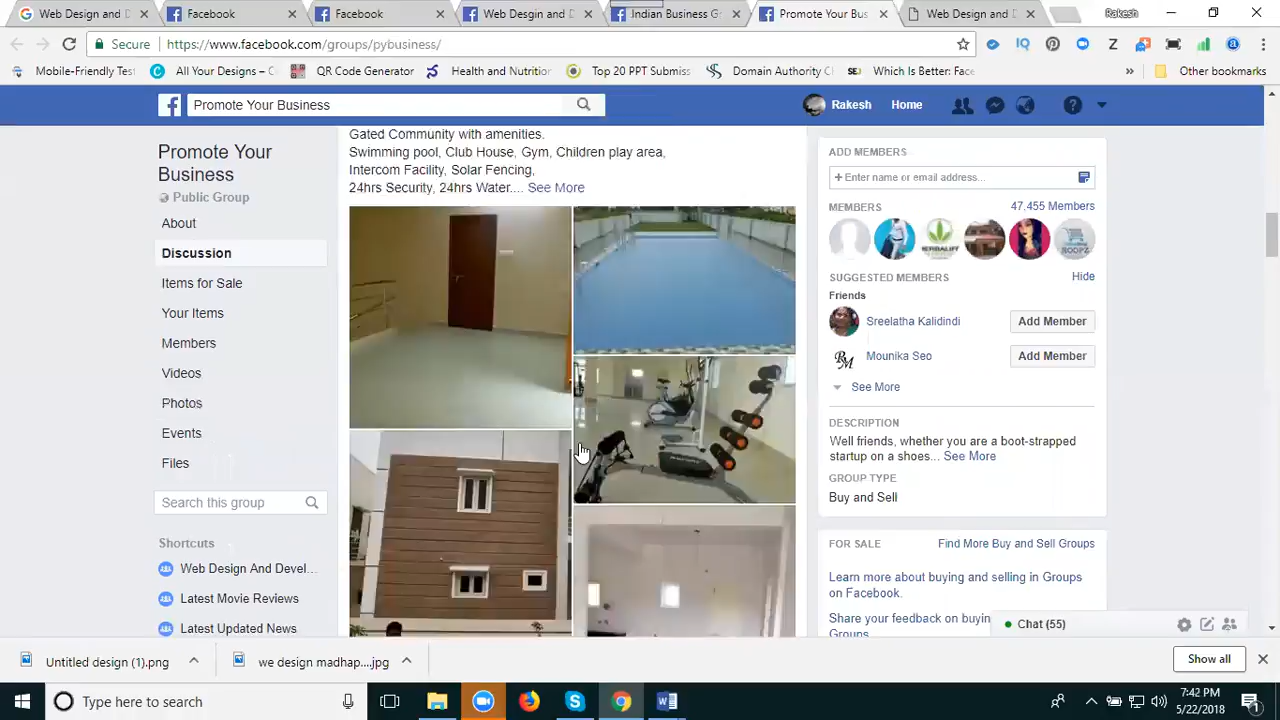 Web Desgin and D
Facebook
Facebook
Web Desgin and D
Indian Business Gr
Promote Your Bus
Web Desgin and D
Rakesh
Secure
https://www.facebook.com/groups/pybusiness/
Mobile-Friendly Test
All Your Designs – C
QR Code Generator
Health and Nutrition
Top 20 PPT Submiss
Domain Authority Ch
Which Is Better: Face
Other bookmarks
Promote Your Business
Rakesh
Home
Promote Your
Business
Public Group
About
Discussion
Items for Sale
Your Items
Members
Videos
Photos
Events
Files
Search this group
Shortcuts
Web Design And Devel...
Latest Movie Reviews
Latest Updated News
Gated Community with amenities.
Swimming pool, Club House, Gym, Children play area,
Intercom Facility, Solar Fencing,
24hrs Security, 24hrs Water.... See More
ADD MEMBERS
+ Enter name or email address...
MEMBERS
47,455 Members
SUGGESTED MEMBERS
Hide
Friends
Sreelatha Kalidindi
Add Member
Mounika Seo
Add Member
See More
DESCRIPTION
Well friends, whether you are a boot-strapped
startup on a shoes... See More
GROUP TYPE
Buy and Sell
FOR SALE
Find More Buy and Sell Groups
Learn more about buying and selling in Groups
on Facebook.
Share your feedback on buyin
Groups.
Chat (55)
Untitled design (1).png
we design madhap....jpg
Show all
Type here to search
7:42 PM
5/22/2018